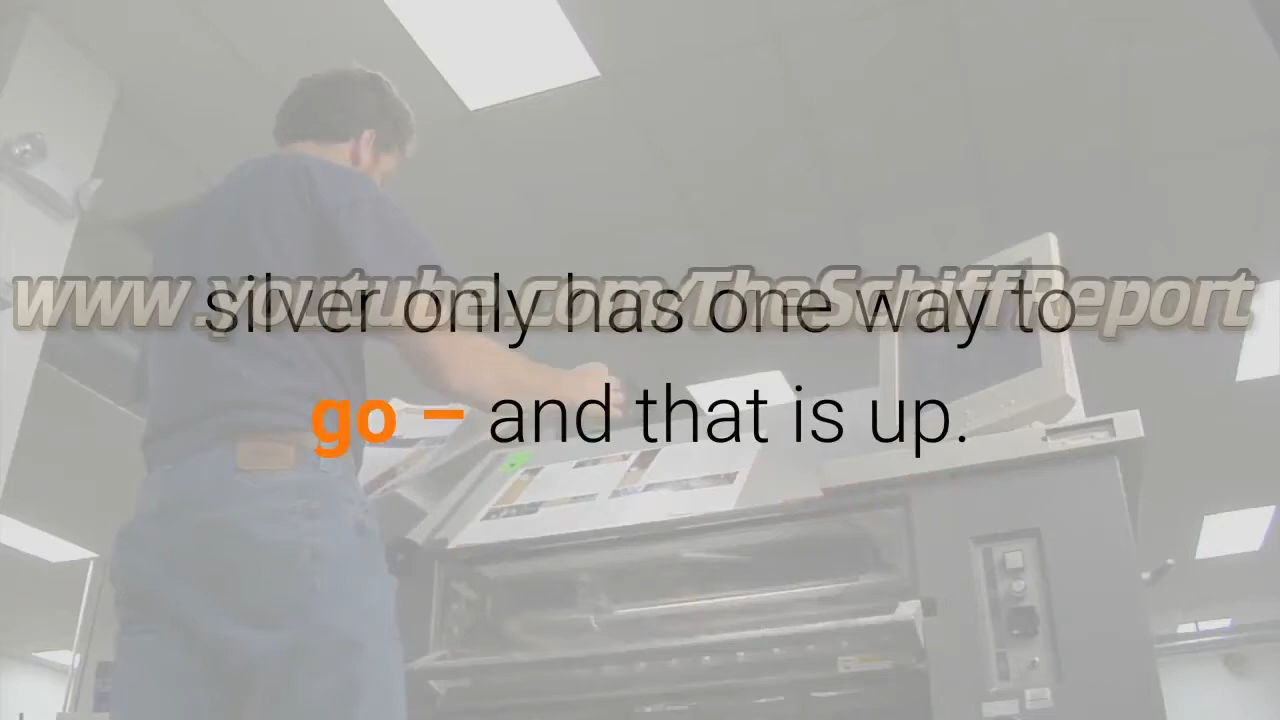 www.youtube.com/TheSchiffReport
silver only has one way to
go – and that is up.